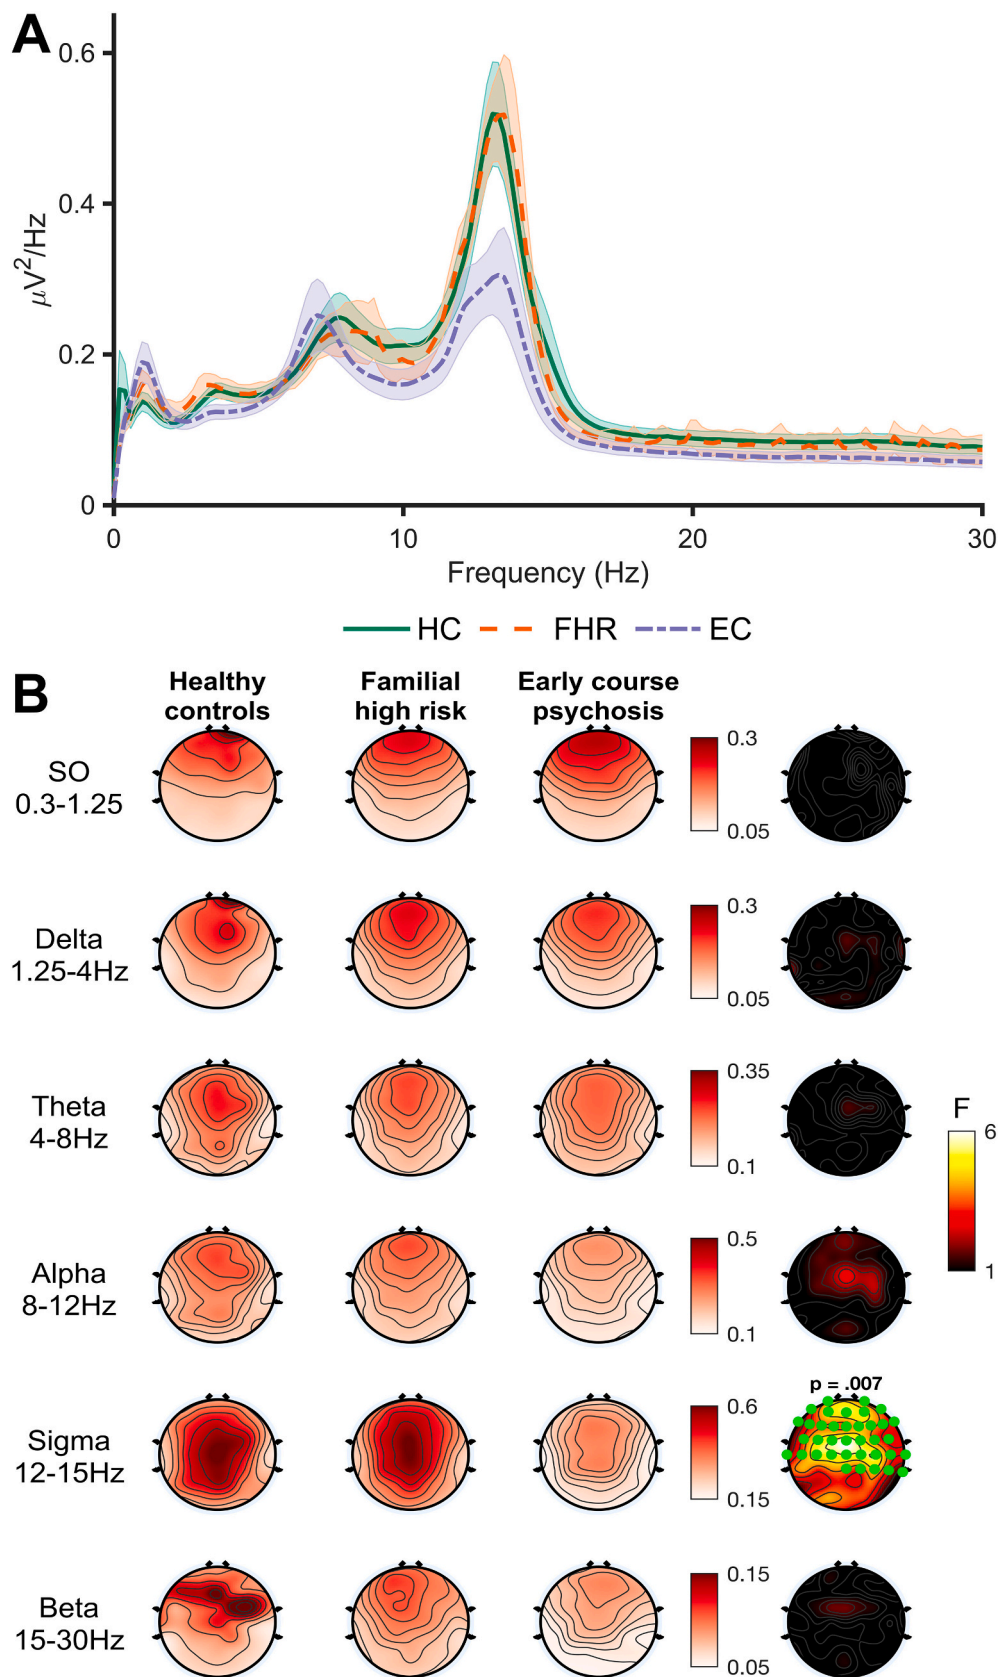 A
0.6
0.4
0.2
0
μV²/Hz
0 10 20 30
Frequency (Hz)
HC FHR EC
B
Healthy controls
Familial high risk
Early course psychosis
SO
0.3-1.25
0.3
0.05
Delta
1.25-4Hz
0.3
0.05
Theta
4-8Hz
0.35
0.1
F
6
1
Alpha
8-12Hz
0.5
0.1
p = .007
Sigma
12-15Hz
0.6
0.15
Beta
15-30Hz
0.15
0.05